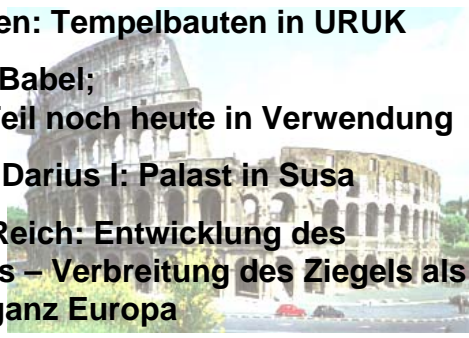 en: Tempelbauten in URUK
Babel;
eil noch heute in Verwendung
Darius I: Palast in Susa
Reich: Entwicklung des
s – Verbreitung des Ziegels als
ganz Europa